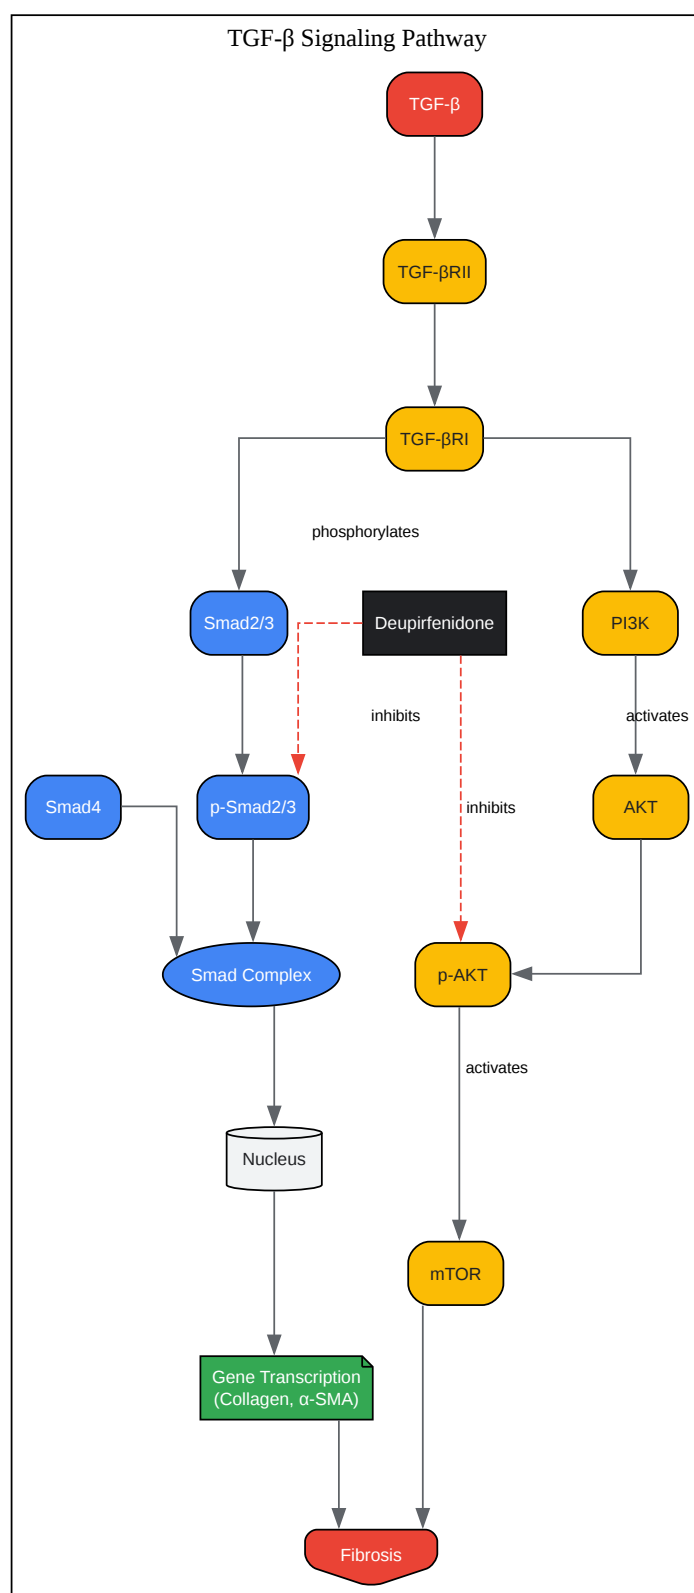 TGF-β Signaling Pathway
TGF-β
TGF-βRII
TGF-βRI
phosphorylates
Smad2/3
Deupirfenidone
PI3K
inhibits
activates
Smad4
p-Smad2/3
inhibits
AKT
Smad Complex
p-AKT
activates
Nucleus
mTOR
Gene Transcription
(Collagen, α-SMA)
Fibrosis